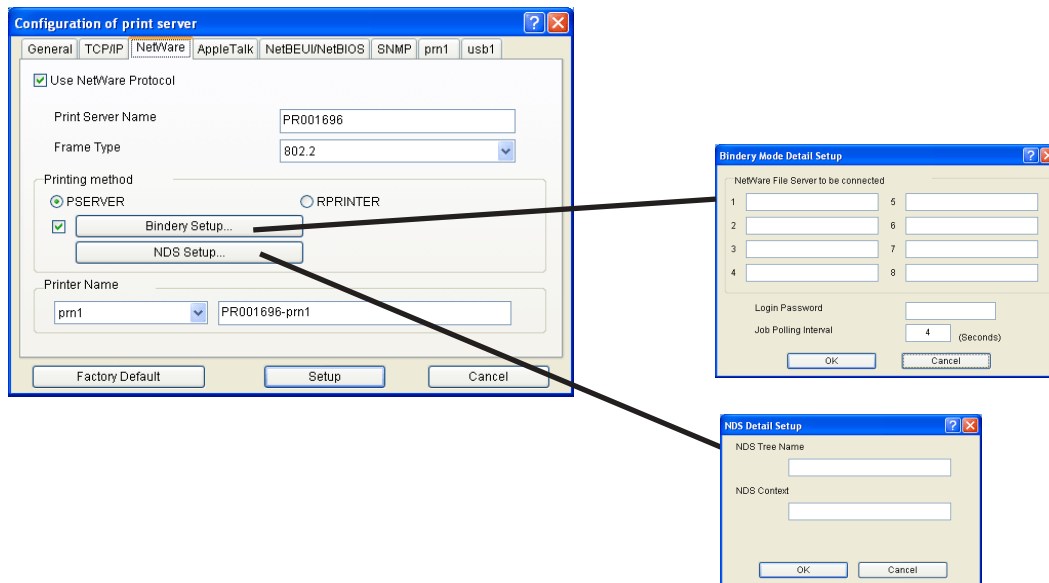 Configuration of print server
General TCP/IP NetWare AppleTalk NetBEUI/NetBIOS SNMP prn1 usb1
Use NetWare Protocol
Print Server Name PR001696
Frame Type 802.2
Printing method
PSERVER RPRINTER
Bindery Setup...
NDS Setup...
Printer Name
prn1 PR001696-prn1
Factory Default Setup Cancel
Bindery Mode Detail Setup
NetWare File Server to be connected
1 5
2 6
3 7
4 8
Login Password
Job Polling Interval 4 (Seconds)
OK Cancel
NDS Detail Setup
NDS Tree Name
NDS Context
OK Cancel